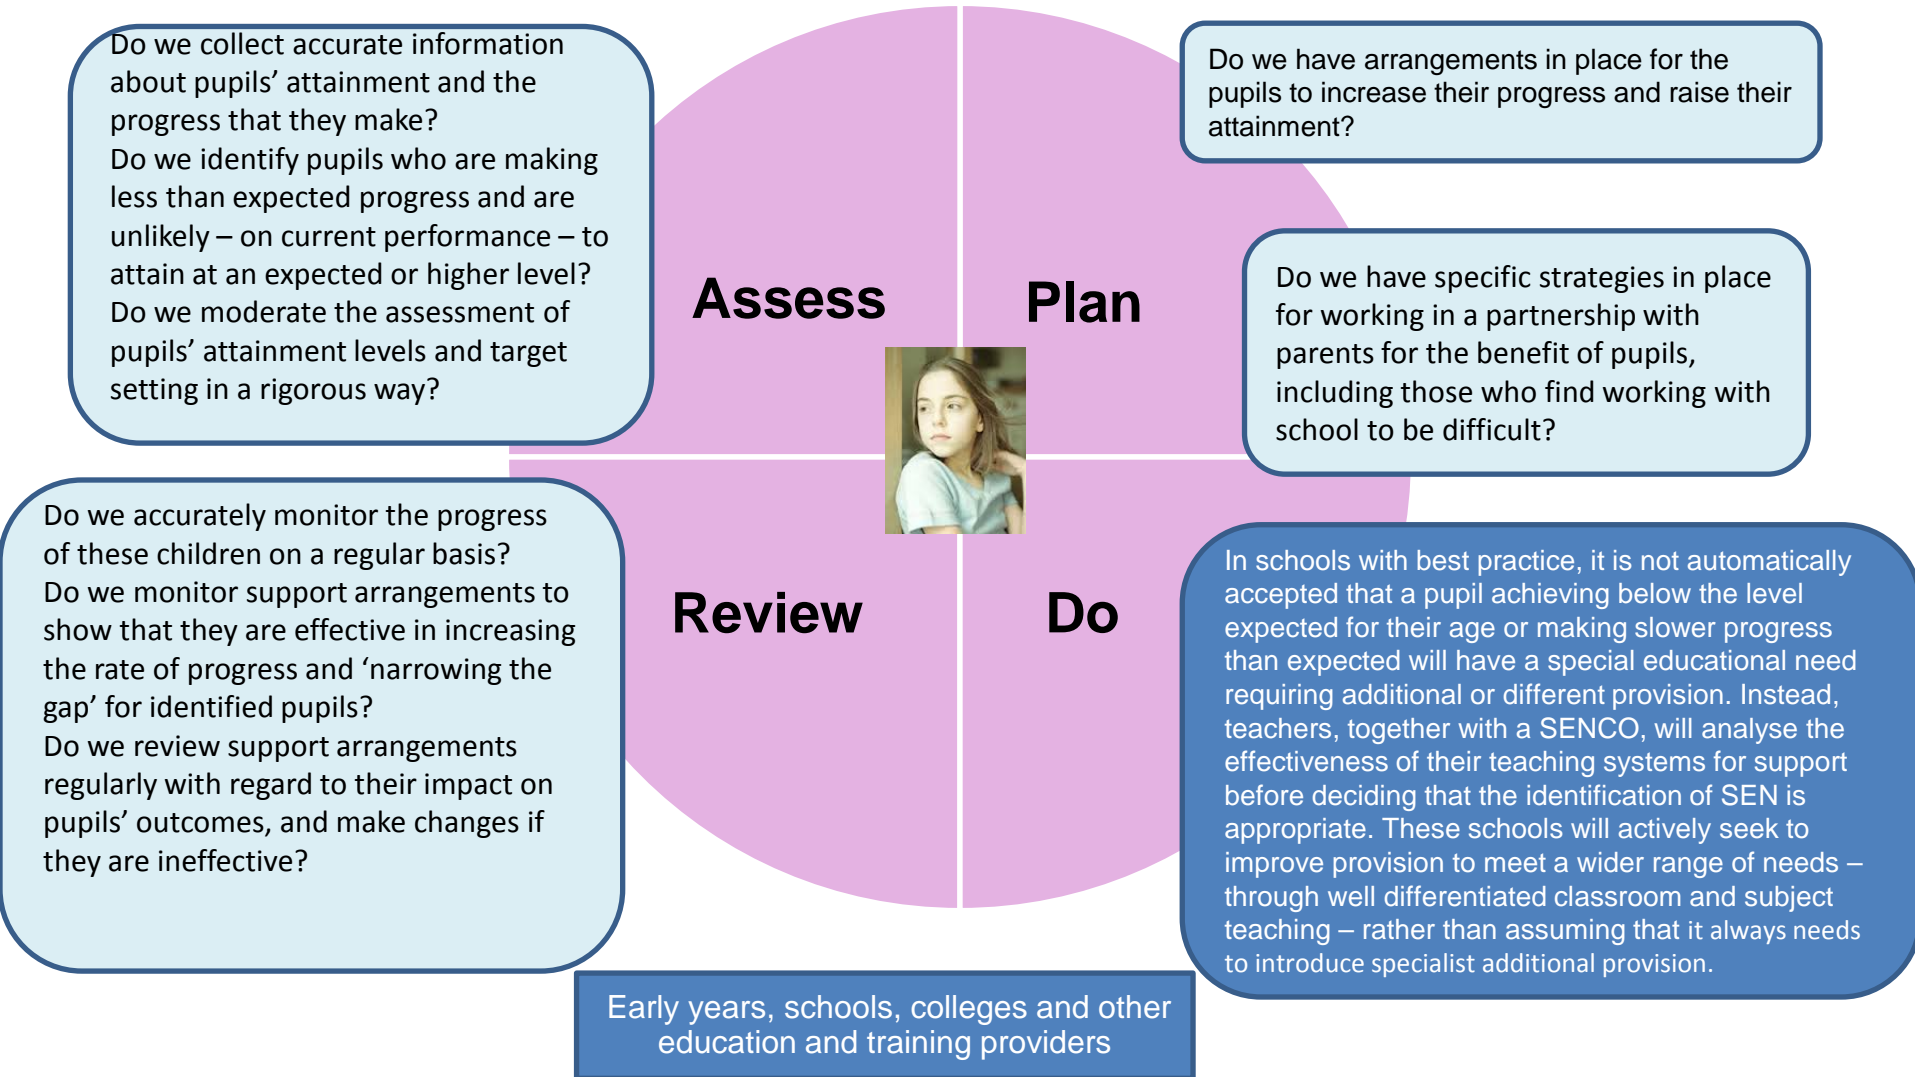 Do we collect accurate information
about pupils’ attainment and the
progress that they make?
Do we identify pupils who are making
less than expected progress and are
unlikely – on current performance – to
attain at an expected or higher level?
Do we moderate the assessment of
pupils’ attainment levels and target
setting in a rigorous way?
Assess
Plan
Do we have arrangements in place for the
pupils to increase their progress and raise their
attainment?
Do we have specific strategies in place
for working in a partnership with
parents for the benefit of pupils,
including those who find working with
school to be difficult?
Do we accurately monitor the progress
of these children on a regular basis?
Do we monitor support arrangements to
show that they are effective in increasing
the rate of progress and ‘narrowing the
gap’ for identified pupils?
Do we review support arrangements
regularly with regard to their impact on
pupils’ outcomes, and make changes if
they are ineffective?
Review
Do
In schools with best practice, it is not automatically
accepted that a pupil achieving below the level
expected for their age or making slower progress
than expected will have a special educational need
requiring additional or different provision. Instead,
teachers, together with a SENCO, will analyse the
effectiveness of their teaching systems for support
before deciding that the identification of SEN is
appropriate. These schools will actively seek to
improve provision to meet a wider range of needs –
through well differentiated classroom and subject
teaching – rather than assuming that it always needs
to introduce specialist additional provision.
Early years, schools, colleges and other
education and training providers